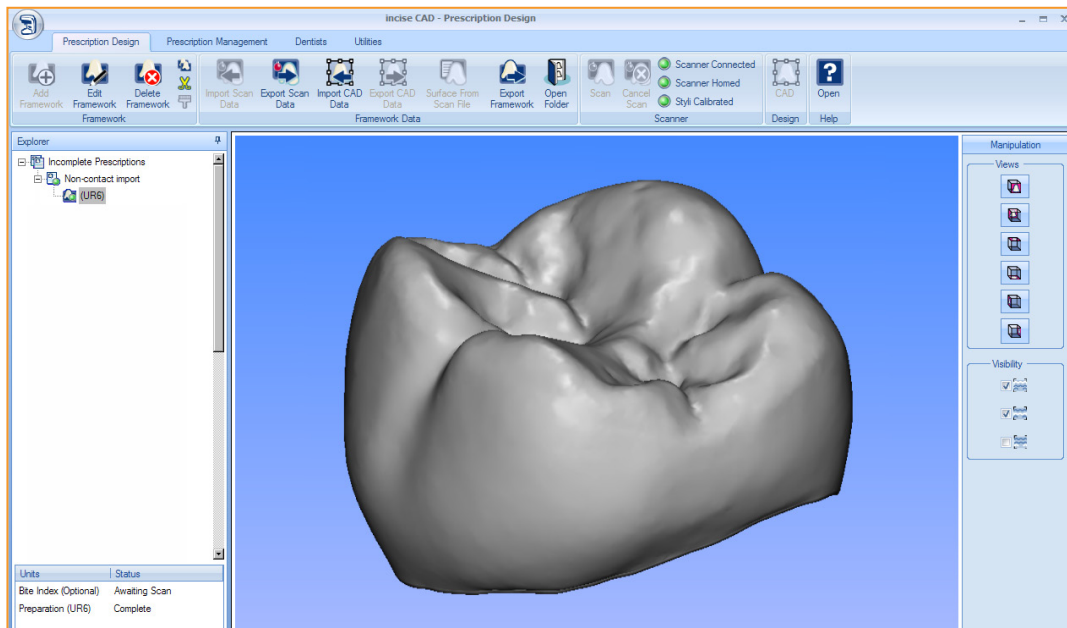 incise CAD - Prescription Design
Prescription Design Prescription Management Dentists Utilities
Add Framework
Edit Framework
Delete Framework
Framework
Import Scan Data
Export Scan Data
Import CAD Data
Export CAD Data
Surface From Scan File
Export Framework
Open Folder
Framework Data
Scan
Cancel Scan
Scanner Connected
Scanner Homed
Styli Calibrated
Scanner
CAD
Design
? Open
Help
Explorer
Incomplete Prescriptions
Non-contact import
(UR6)
Units Status
Bite Index (Optional) Awaiting Scan
Preparation (UR6) Complete
Manipulation
Views
Visibility